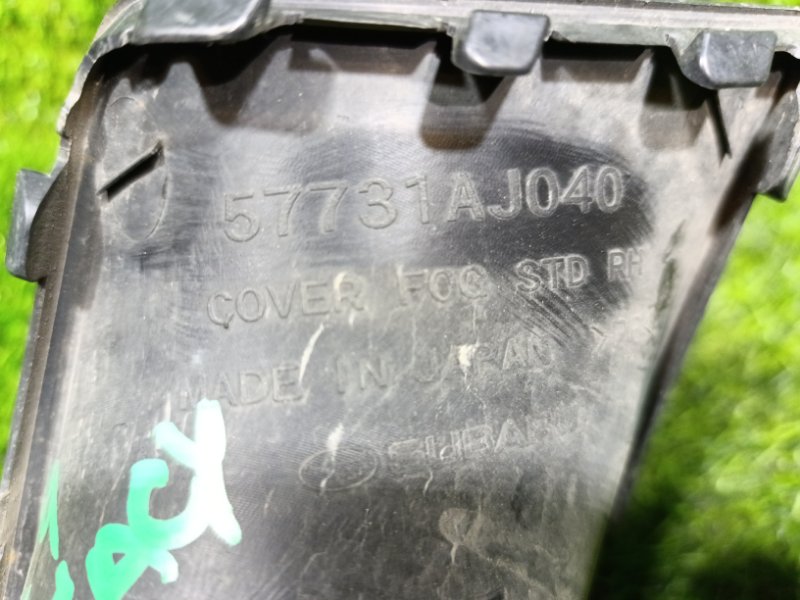 57731AJ040
COVER FOG STD RH
MADE IN JAPAN
SUBARU